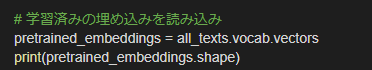 # 学習済みの埋め込みを読み込み
pretrained_embeddings = all_texts.vocab.vectors
print(pretrained_embeddings.shape)